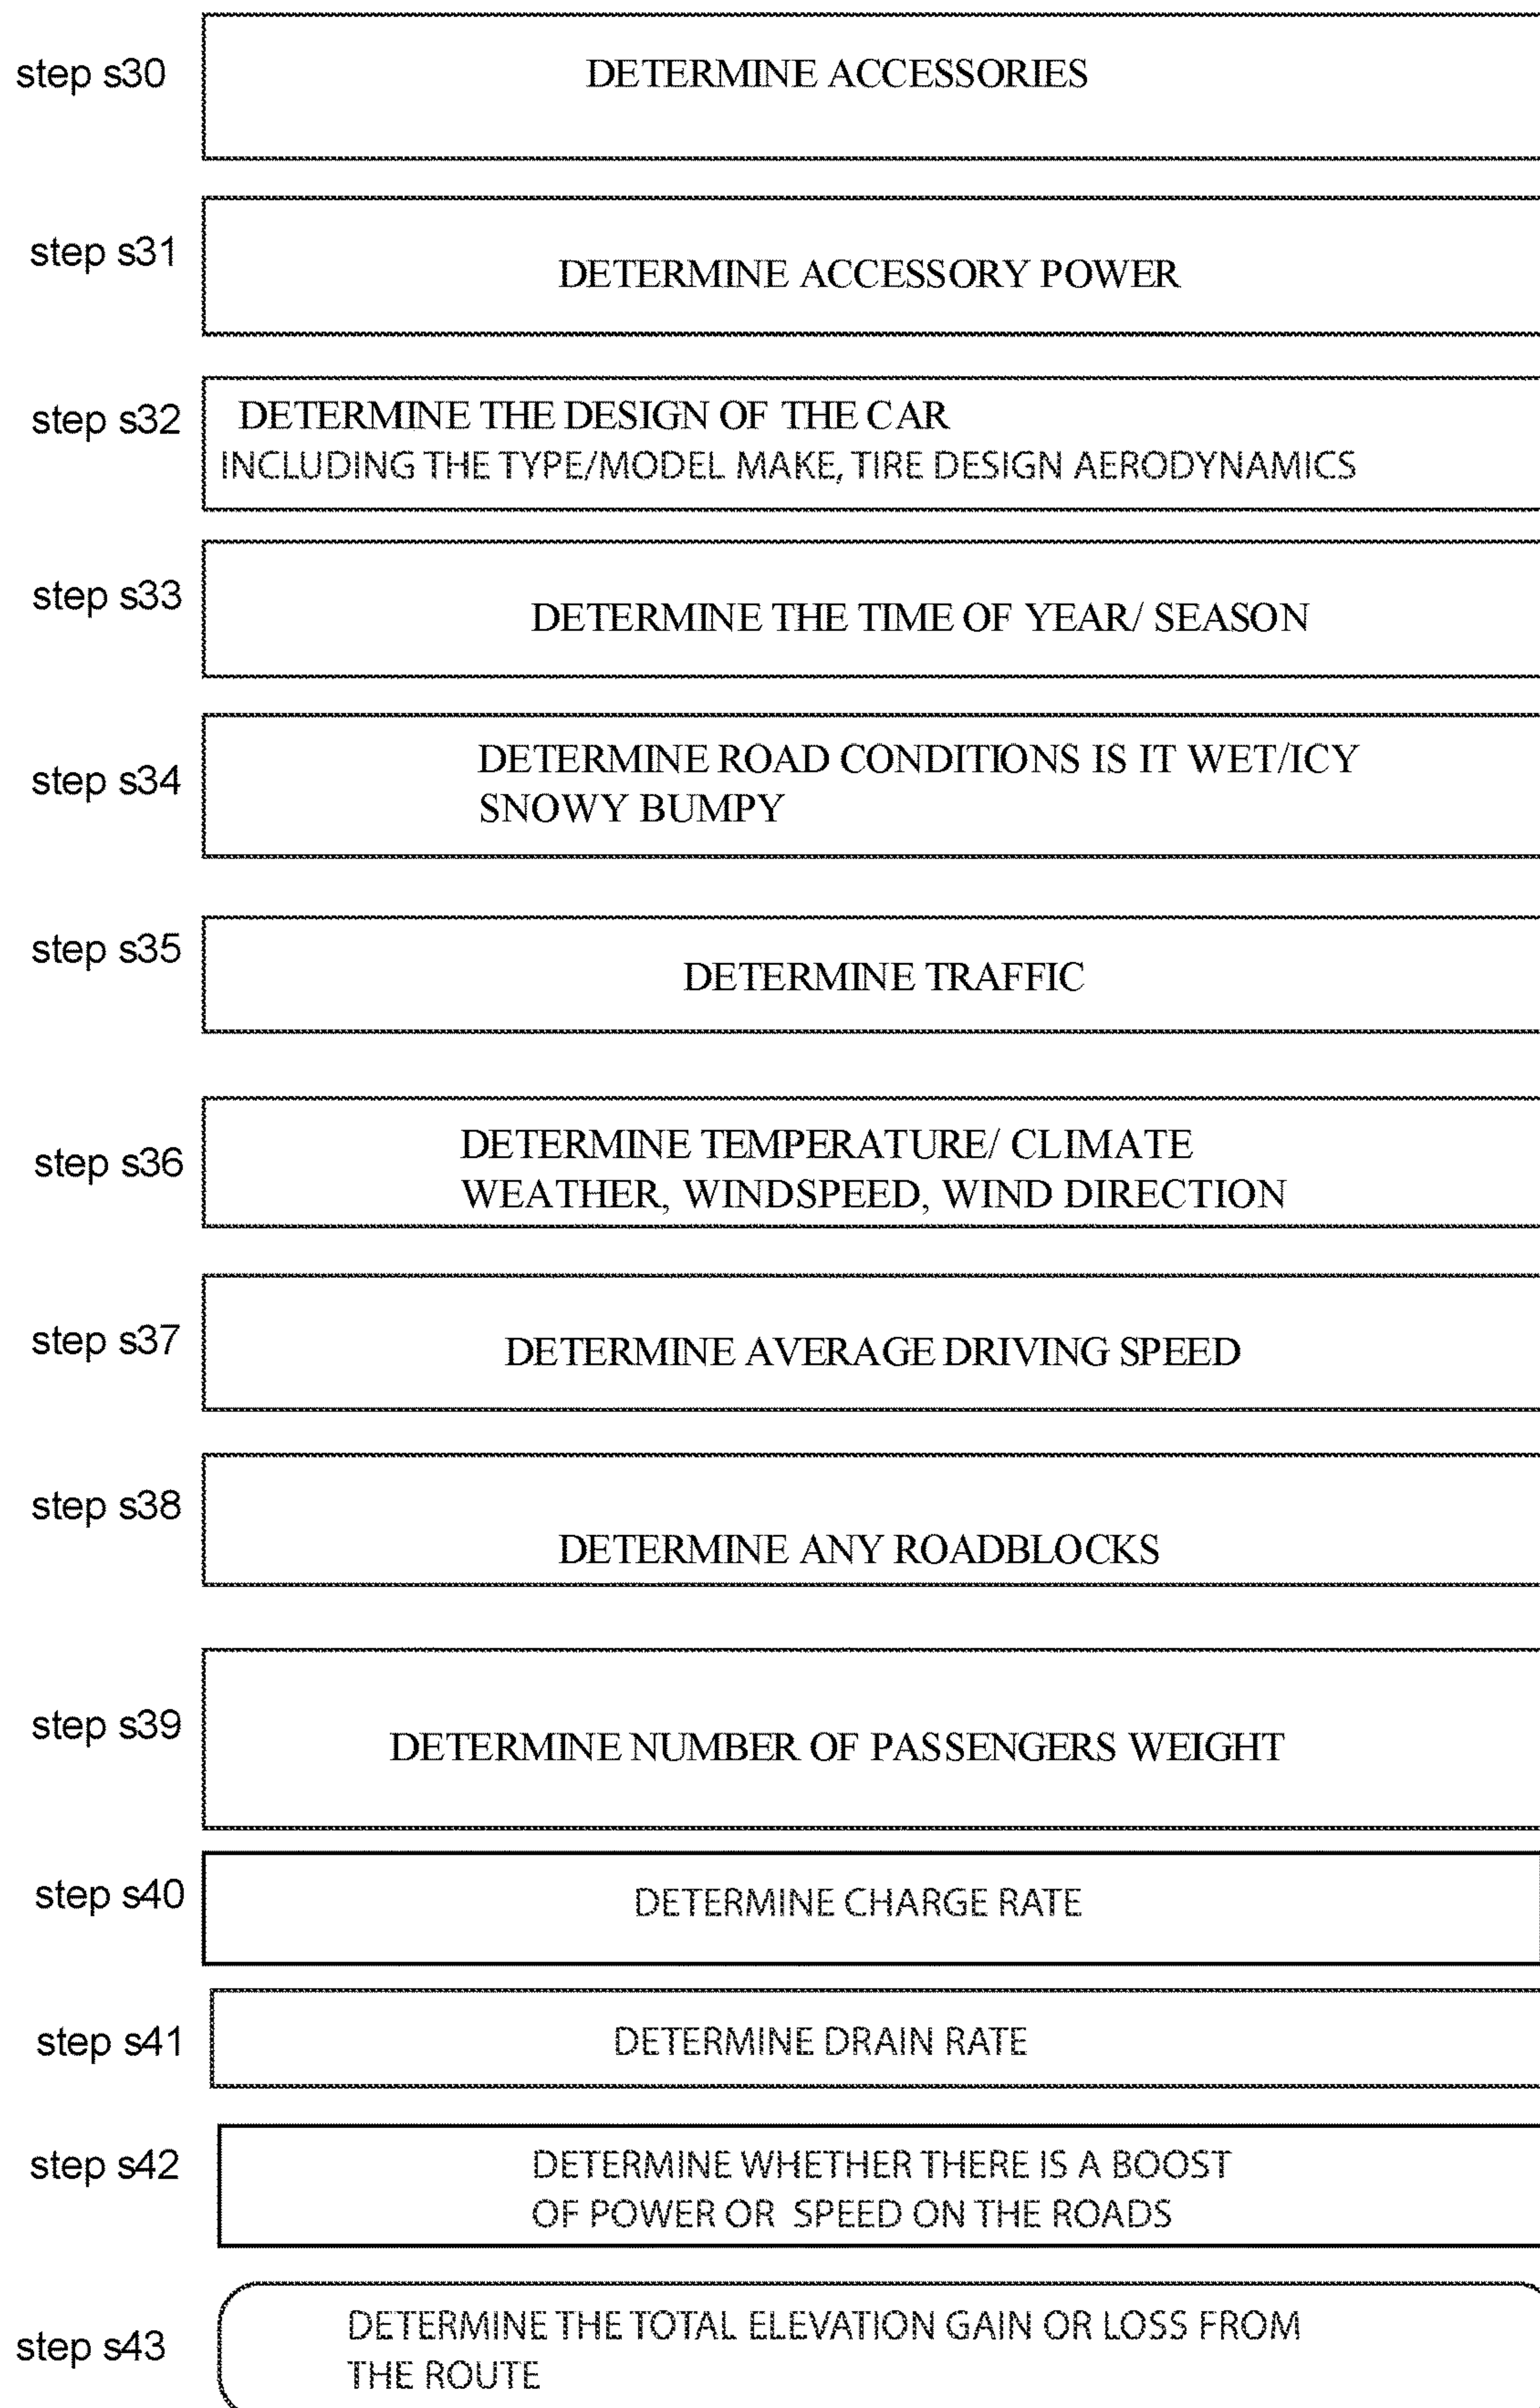 step s30
DETERMINE ACCESSORIES
step s31
DETERMINE ACCESSORY POWER
step s32
DETERMINE THE DESIGN OF THE CAR
INCLUDING THE TYPE/MODEL MAKE, TIRE DESIGN AERODYNAMICS
step s33
DETERMINE THE TIME OF YEAR/ SEASON
step s34
DETERMINE ROAD CONDITIONS IS IT WET/ICY
SNOWY BUMPY
step s35
DETERMINE TRAFFIC
step s36
DETERMINE TEMPERATURE/ CLIMATE
WEATHER, WINDSPEED, WIND DIRECTION
step s37
DETERMINE AVERAGE DRIVING SPEED
step s38
DETERMINE ANY ROADBLOCKS
step s39
DETERMINE NUMBER OF PASSENGERS WEIGHT
step s40
DETERMINE CHARGE RATE
step s41
DETERMINE DRAIN RATE
step s42
DETERMINE WHETHER THERE IS A BOOST
OF POWER OR SPEED ON THE ROADS
step s43
DETERMINE THE TOTAL ELEVATION GAIN OR LOSS FROM
THE ROUTE